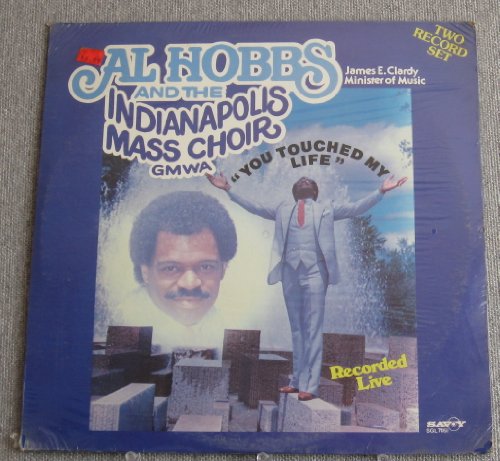 AL HOBBS
AND THE
INDIANAPOLIS
MASS CHOIR
GMWA
James E. Clardy
Minister of Music
TWO
RECORD
SET
"YOU TOUCHED MY
LIFE"
Recorded
Live
SAVOY